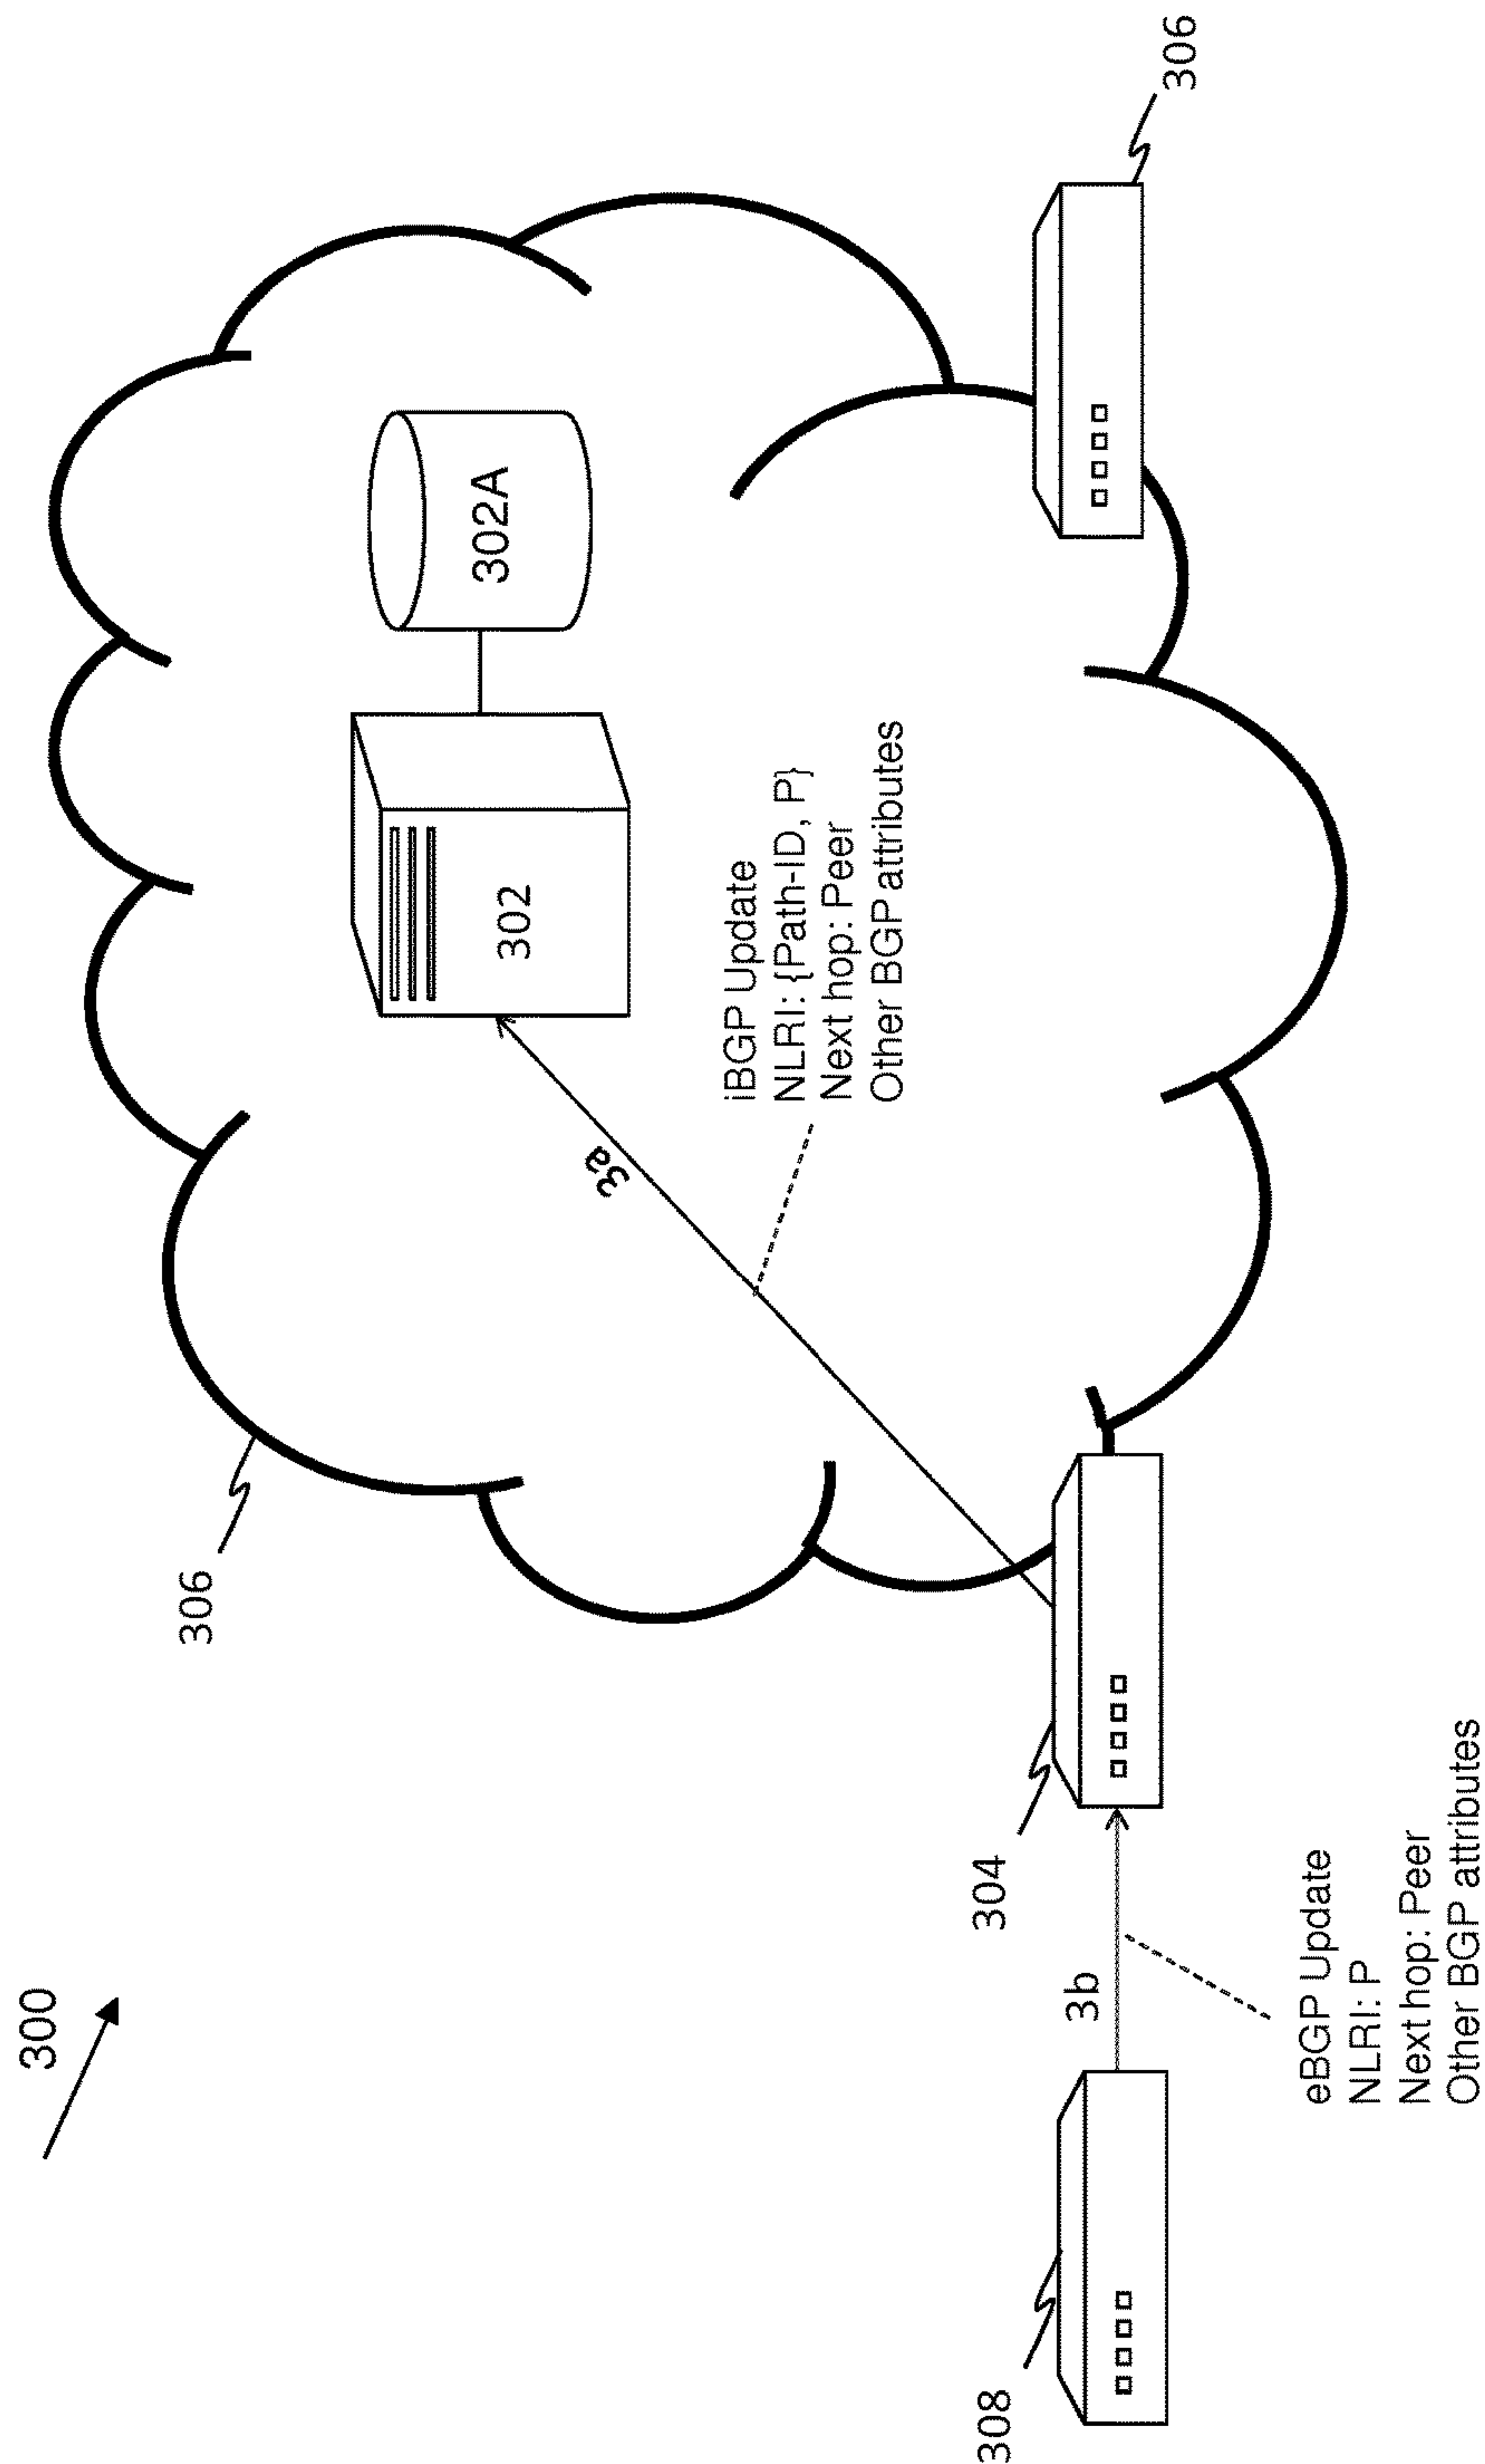 300
306
302
302A
3a
iBGP Update
NLRI: {Path-ID, P}
Next hop: Peer
Other BGP attributes
308
3b
304
306
eBGP Update
NLRI: P
Next hop: Peer
Other BGP attributes